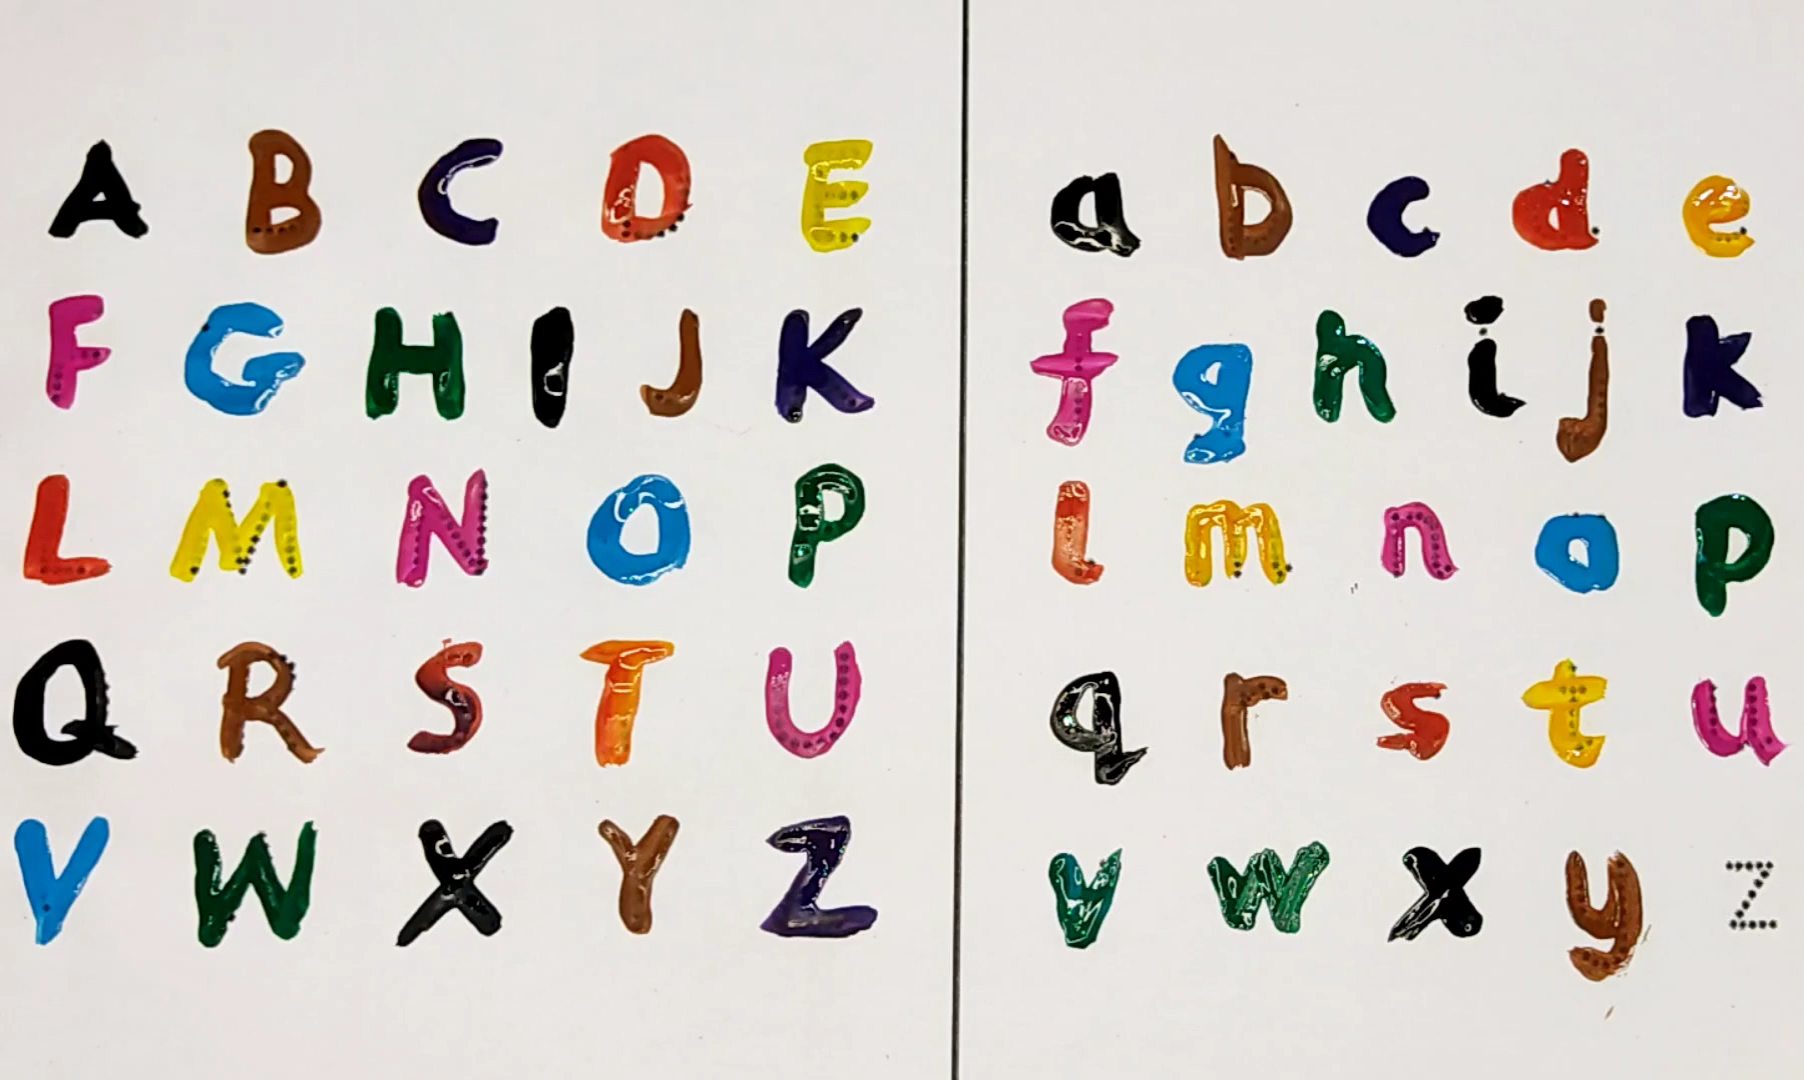 A B C D E
F G H I J K
L M N O P
Q R S T U
V W X Y Z
a b c d e
f g h i j k
l m n o p
q r s t u
v w x y z